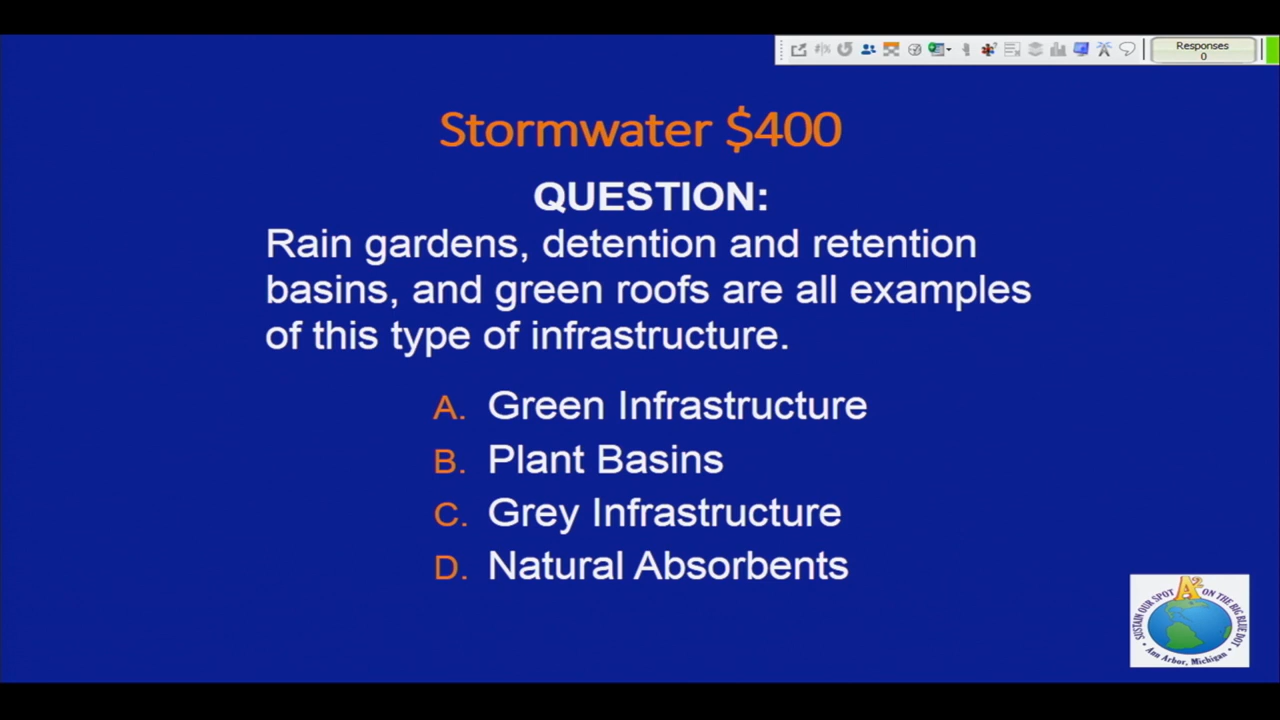 Responses
0
Stormwater $400
QUESTION:
Rain gardens, detention and retention
basins, and green roofs are all examples
of this type of infrastructure.
A. Green Infrastructure
B. Plant Basins
C. Grey Infrastructure
D. Natural Absorbents
A2
SUSTAIN OUR SPOT ON THE BIG BLUE DOT
• Ann Arbor, Michigan •